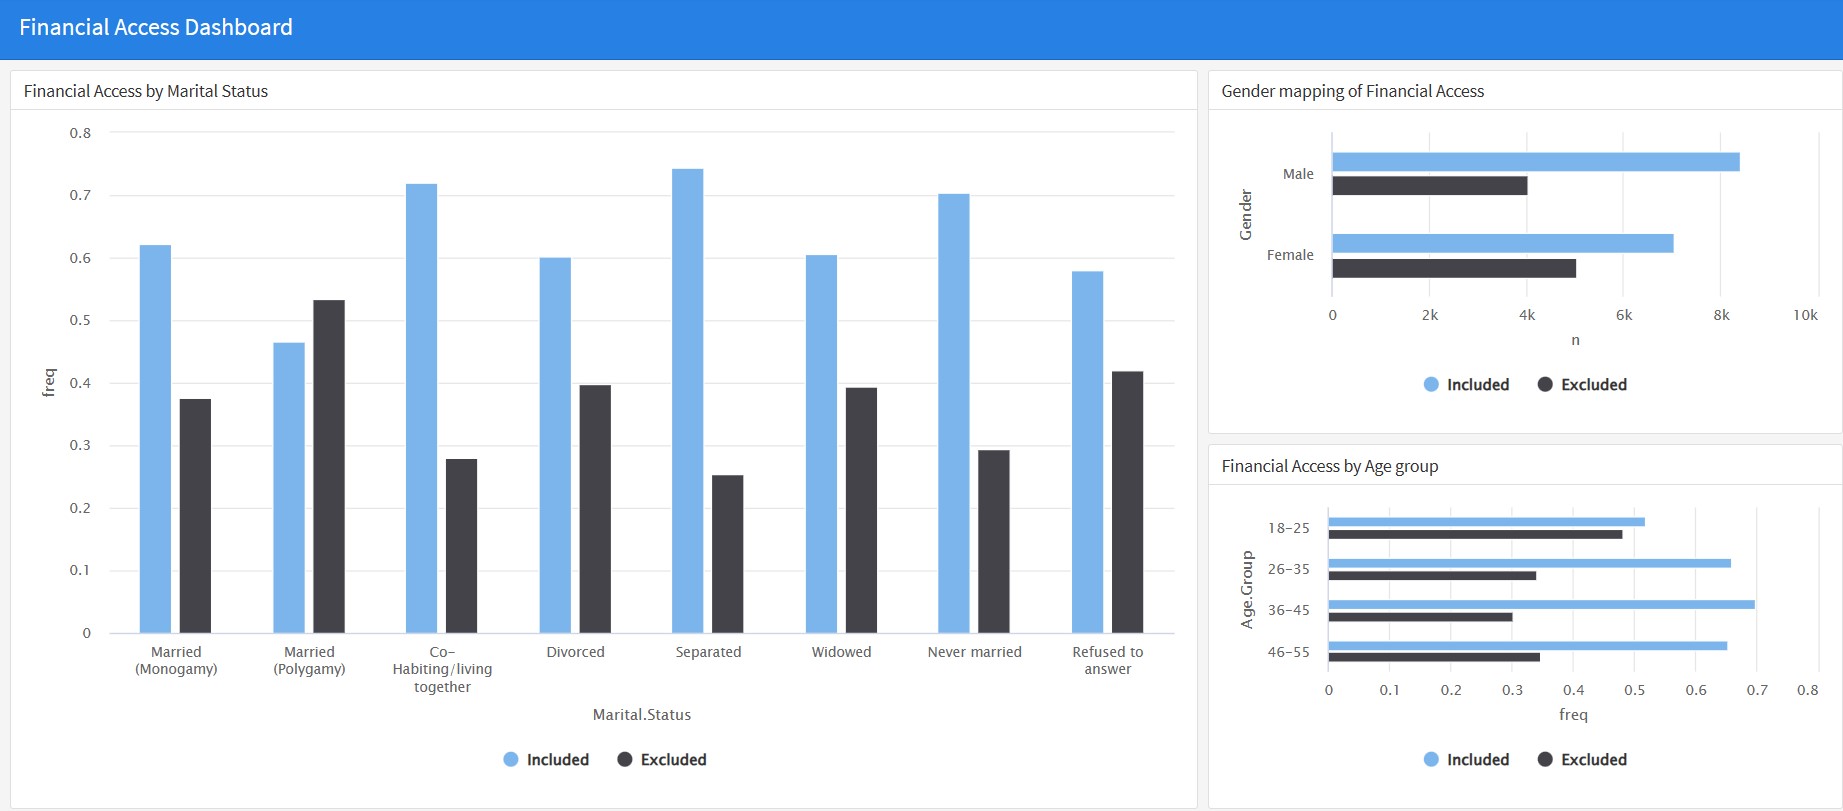 Financial Access Dashboard
Financial Access by Marital Status
0.8
0.7
0.6
0.5
0.4
0.3
0.2
0.1
0
freq
Married
(Monogamy)
Married
(Polygamy)
Co-
Habiting/living
together
Divorced
Separated
Widowed
Never married
Refused to
answer
Marital.Status
Included Excluded
Gender mapping of Financial Access
Gender
Male
Female
0 2k 4k 6k 8k 10k
n
Included Excluded
Financial Access by Age group
Age.Group
18-25
26-35
36-45
46-55
0 0.1 0.2 0.3 0.4 0.5 0.6 0.7 0.8
freq
Included Excluded